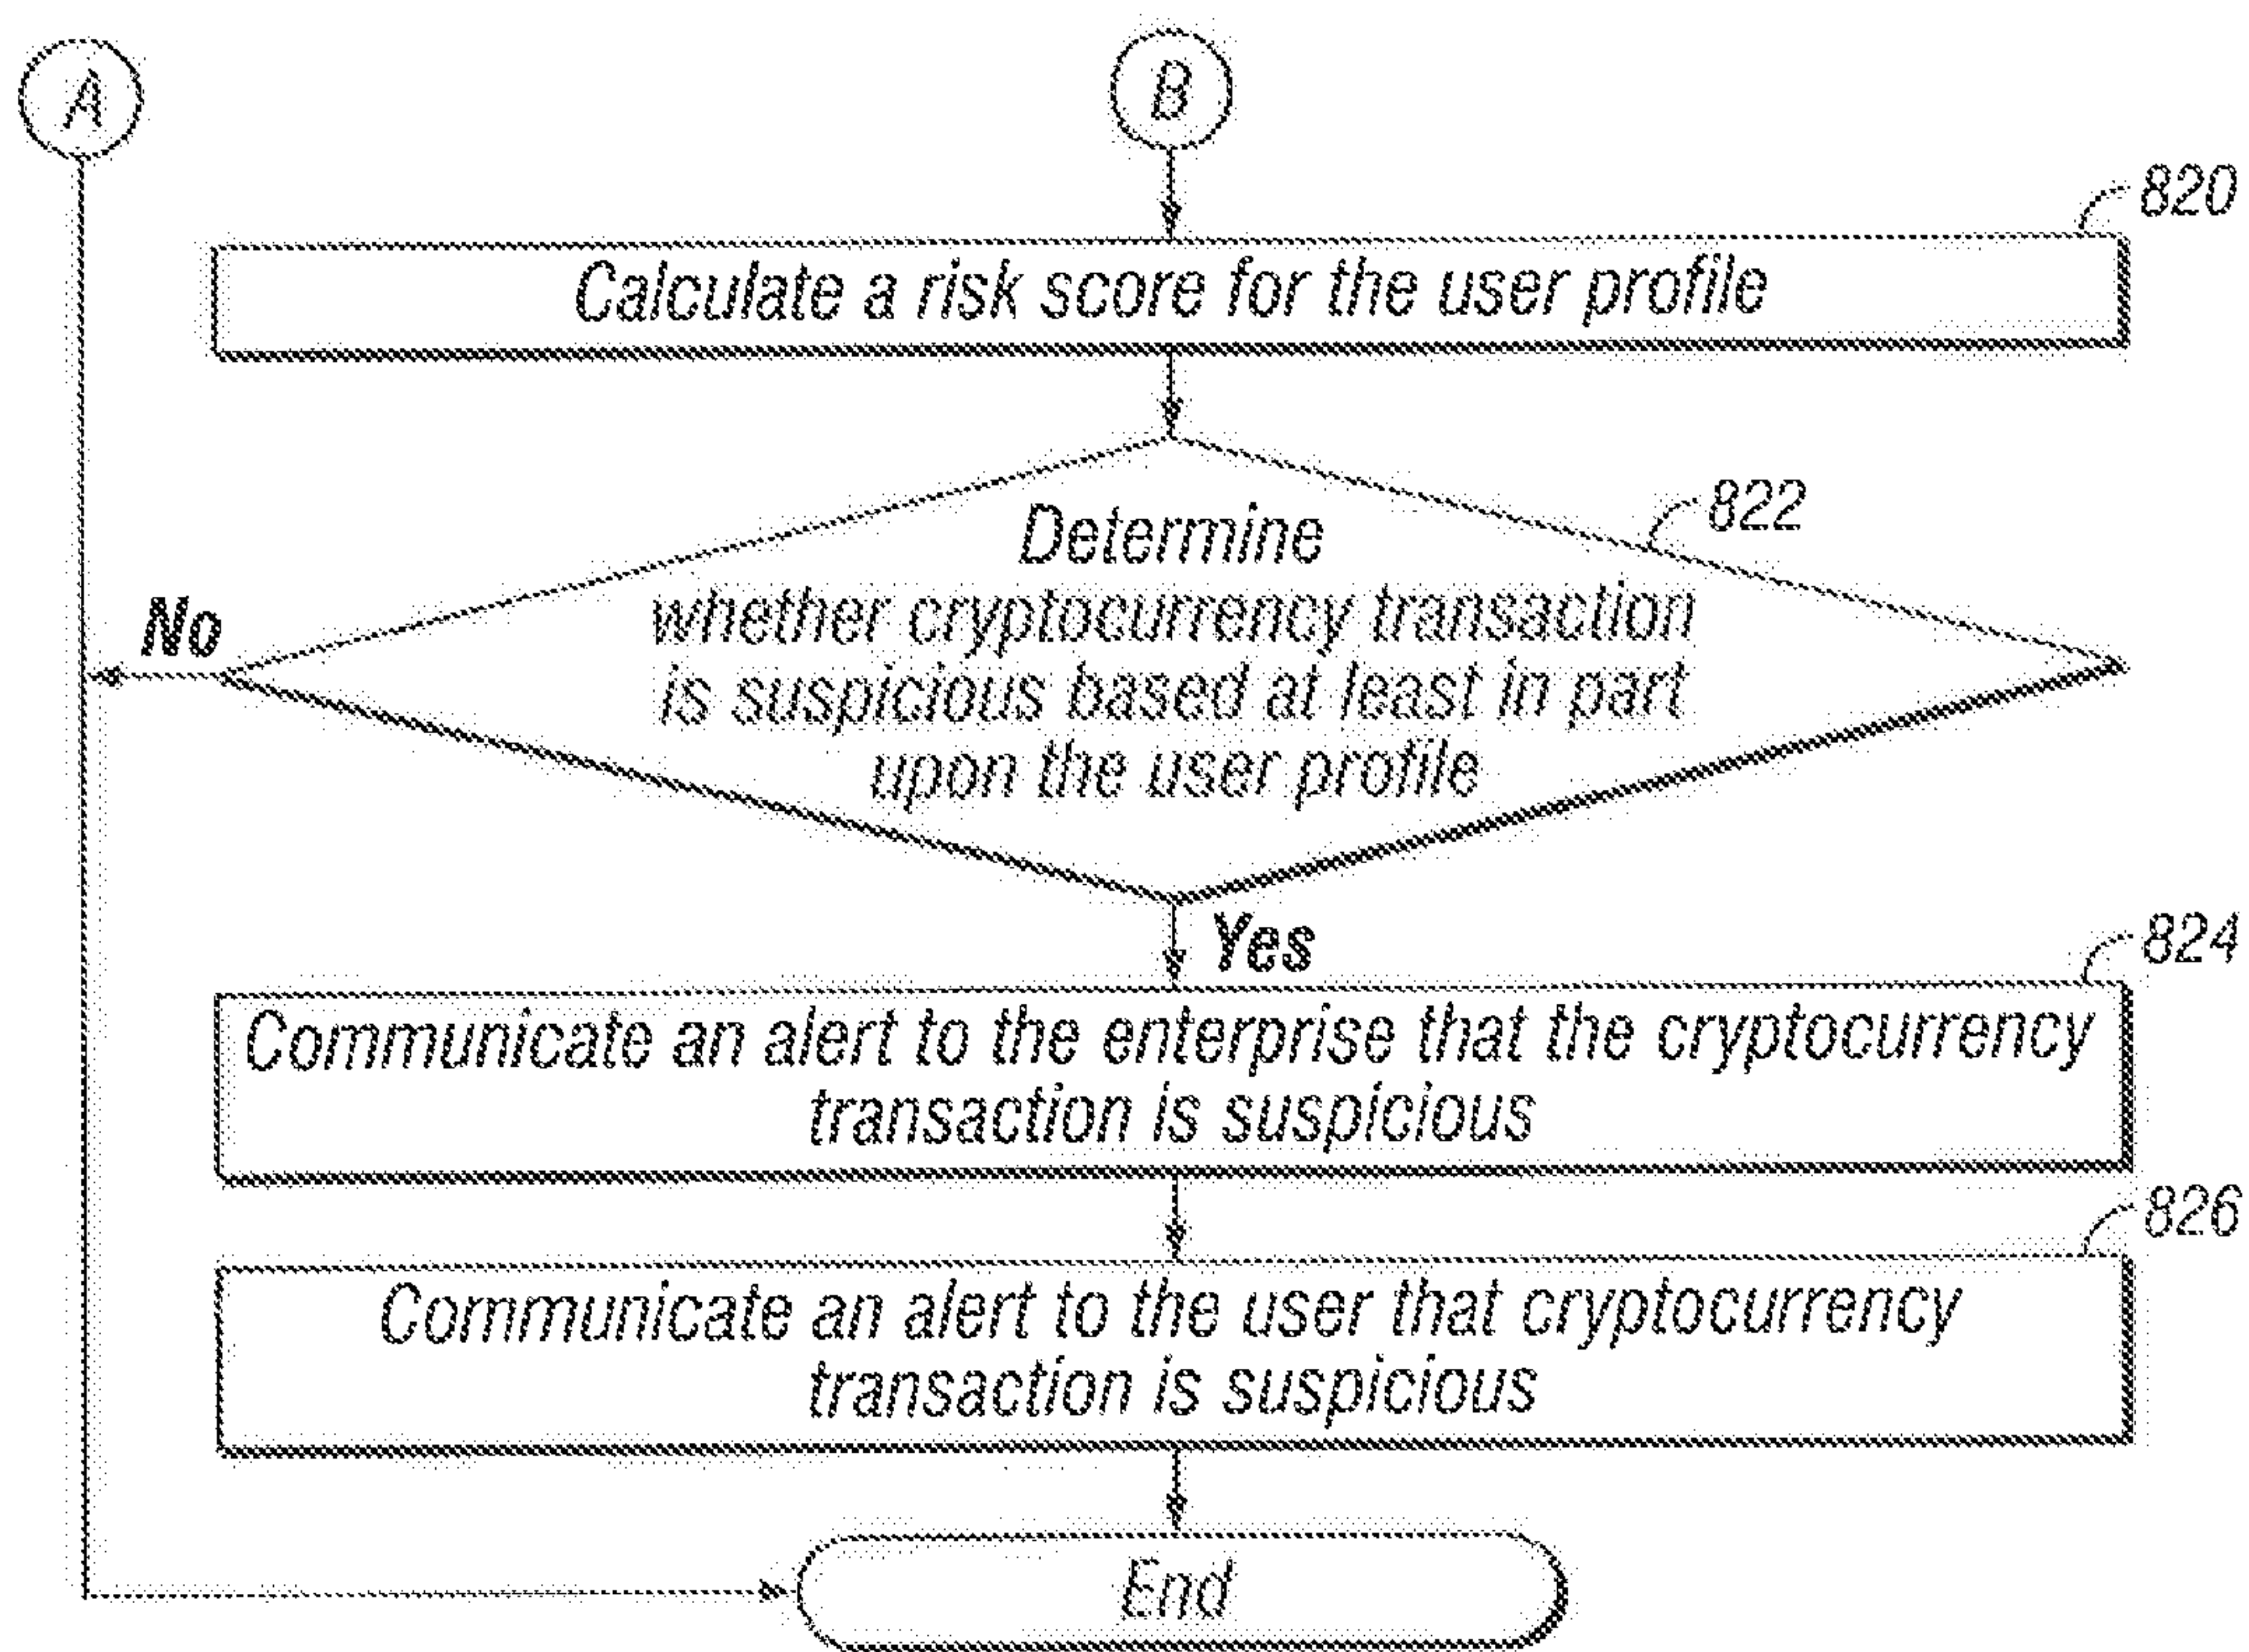 A
B
820
Calculate a risk score for the user profile
822
Determine
whether cryptocurrency transaction
is suspicious based at least in part
upon the user profile
No
Yes
824
Communicate an alert to the enterprise that the cryptocurrency
transaction is suspicious
826
Communicate an alert to the user that cryptocurrency
transaction is suspicious
End